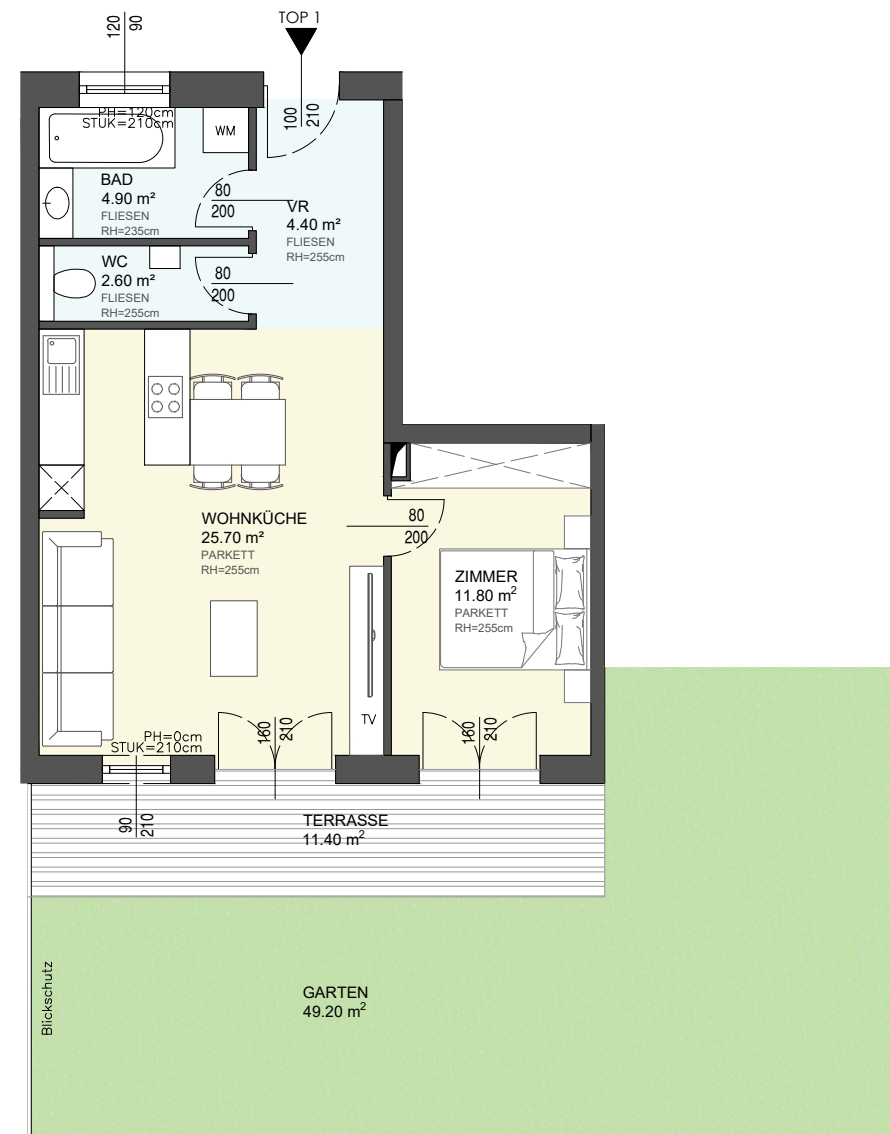 TOP 1
120
90
PH=120cm
STUK=210cm
100
210
WM
BAD
4.90 m²
FLIESEN
RH=235cm
80
200
VR
4.40 m²
FLIESEN
RH=255cm
WC
2.60 m²
FLIESEN
RH=255cm
80
200
WOHNKÜCHE
25.70 m²
PARKETT
RH=255cm
80
200
ZIMMER
11.80 m²
PARKETT
RH=255cm
TV
PH=0cm
STUK=210cm
160
210
160
210
90
210
TERRASSE
11.40 m²
Blickschutz
GARTEN
49.20 m²